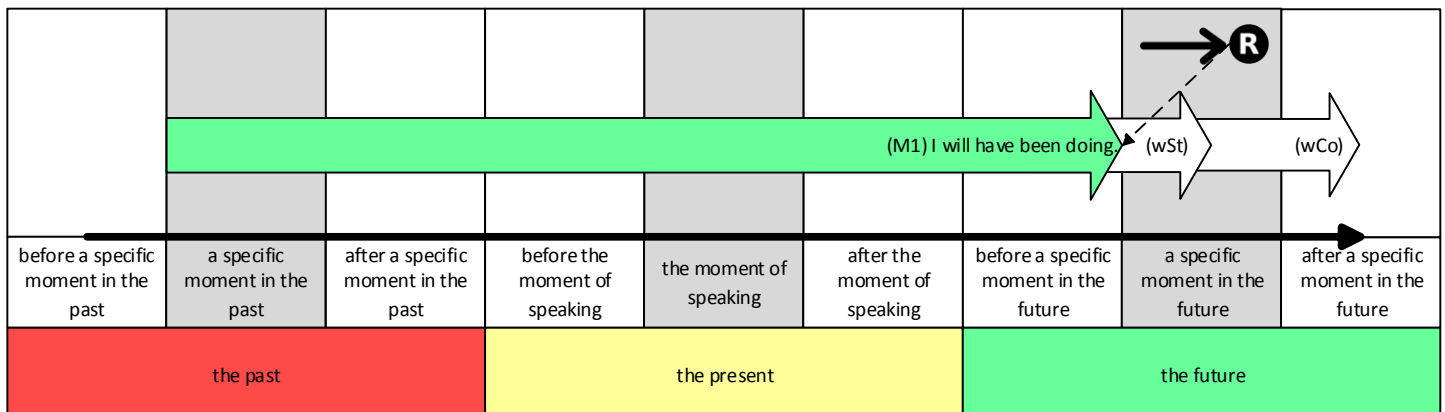 R
(M1) I will have been doing.
(wSt)
(wCo)
before a specific
moment in the
past
a specific
moment in the
past
after a specific
moment in the
past
before the
moment of
speaking
the moment of
speaking
after the
moment of
speaking
before a specific
moment in the
future
a specific
moment in the
future
after a specific
moment in the
future
the past
the present
the future